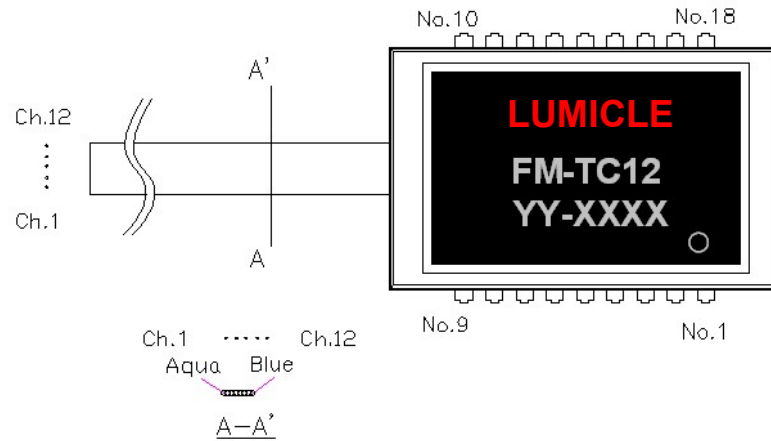 No.10
No.18
A'
Ch.12
LUMICLE
FM-TC12
YY-XXXX
Ch.1
A
No.9
No.1
Ch.1 ····· Ch.12
Aqua Blue
A-A'